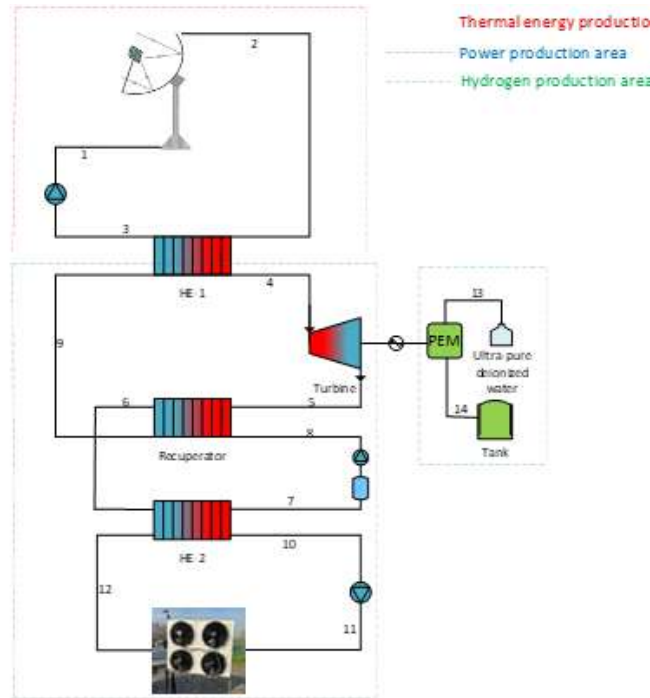 Thermal energy production
Power production area
Hydrogen production area
2
1
3
HE 1
4
9
13
PEM
Ultra-pure
deionized
water
Turbine
6
5
14
8
Recuperator
Tank
7
HE 2
10
12
11